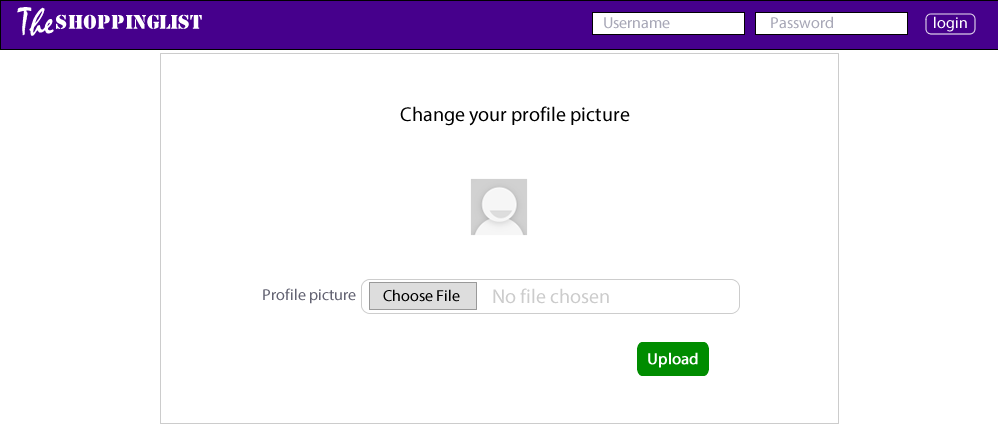 The SHOPPINGLIST Username Password login
Change your profile picture
Profile picture Choose File No file chosen
Upload